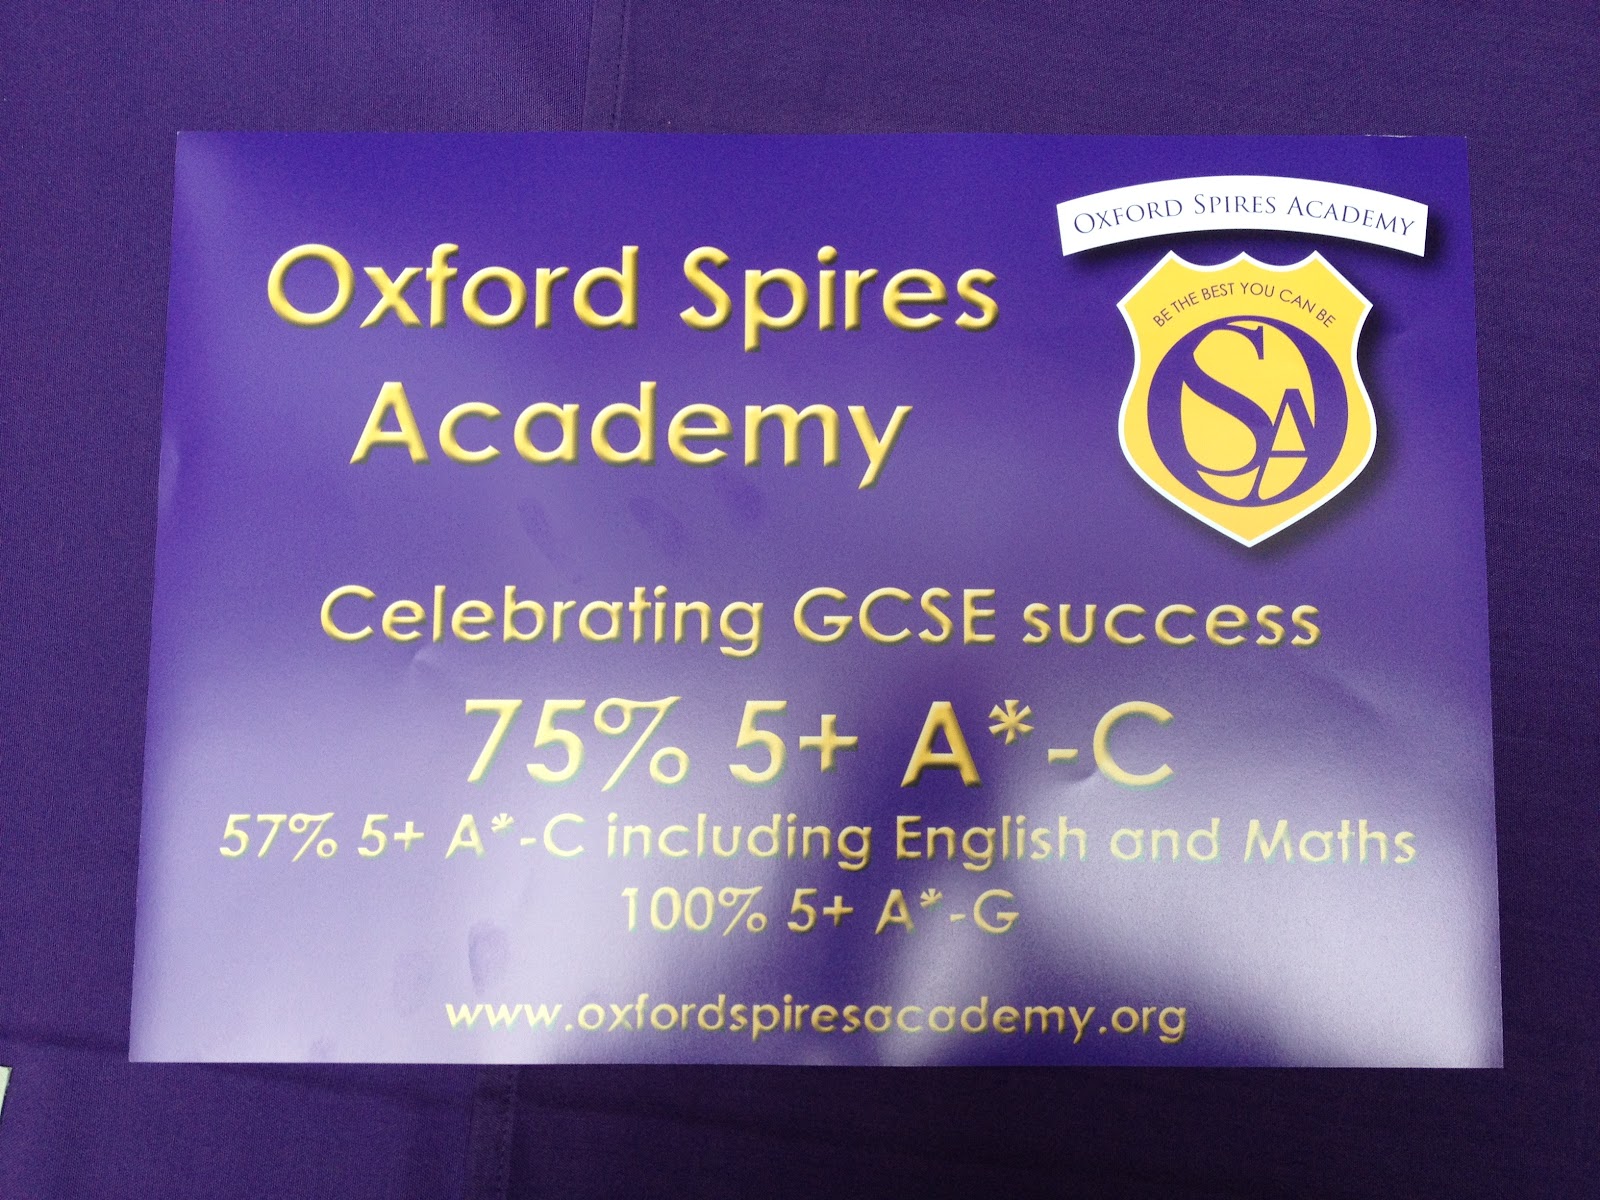 OXFORD SPIRES ACADEMY
BE THE BEST YOU CAN BE
OSA
Oxford Spires
Academy
Celebrating GCSE success
75% 5+ A*-C
57% 5+ A*-C including English and Maths
100% 5+ A*-G
www.oxfordspiresacademy.org